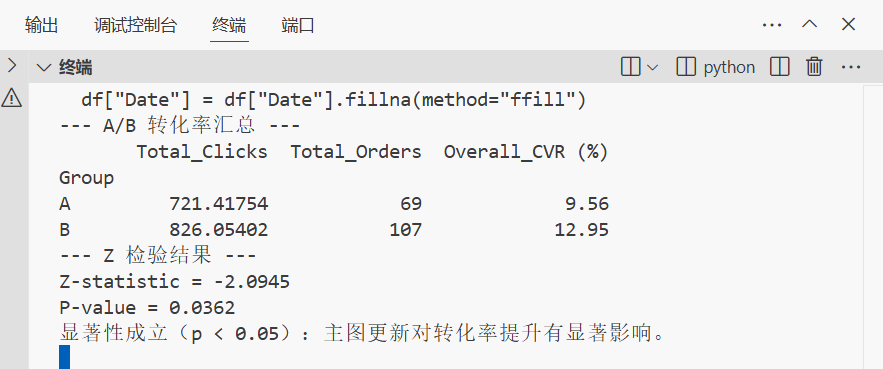 输出 调试控制台 终端 端口
终端 python
df["Date"] = df["Date"].fillna(method="ffill")
--- A/B 转化率汇总 ---
Total_Clicks Total_Orders Overall_CVR (%)
Group
A 721.41754 69 9.56
B 826.05402 107 12.95
--- Z 检验结果 ---
Z-statistic = -2.0945
P-value = 0.0362
显著性成立（p < 0.05）：主图更新对转化率提升有显著影响。